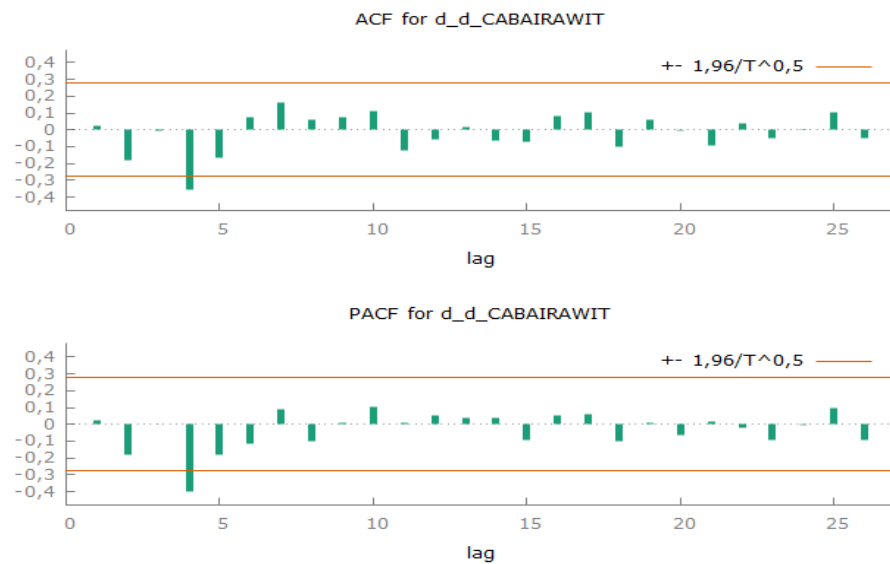 ACF for d_d_CABAIRAWIT
+- 1,96/T^0,5
0,4
0,3
0,2
0,1
0
-0,1
-0,2
-0,3
-0,4
0 5 10 15 20 25
lag
PACF for d_d_CABAIRAWIT
+- 1,96/T^0,5
0,4
0,3
0,2
0,1
0
-0,1
-0,2
-0,3
-0,4
0 5 10 15 20 25
lag